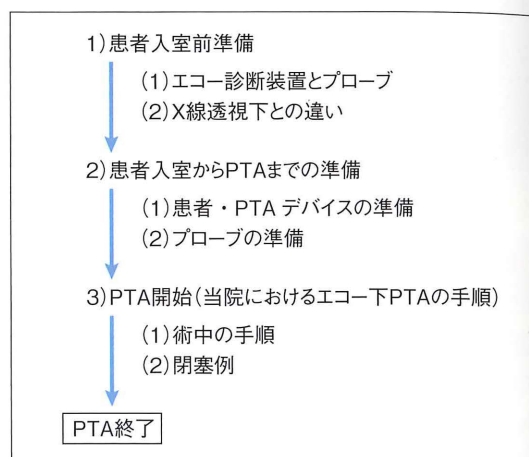 1)患者入室前準備
(1)エコー診断装置とプローブ
(2)X線透視下との違い
2)患者入室からPTAまでの準備
(1)患者・PTA デバイスの準備
(2)プローブの準備
3)PTA開始(当院におけるエコー下PTAの手順)
(1)術中の手順
(2)閉塞例
PTA終了